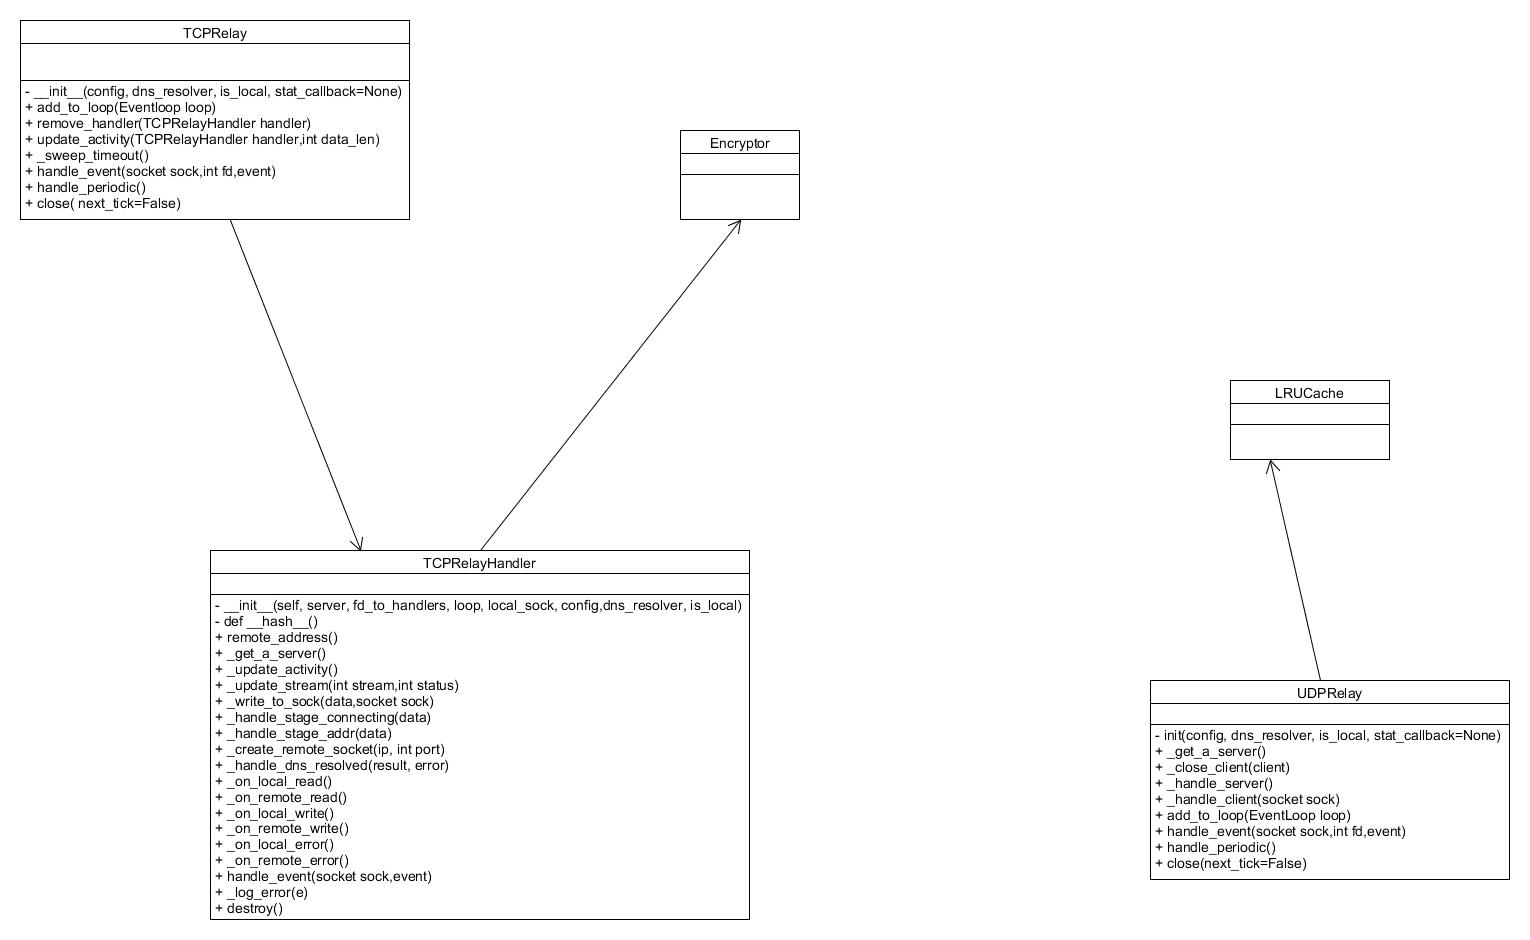 TCPRelay
- __init__(config, dns_resolver, is_local, stat_callback=None)
+ add_to_loop(Eventloop loop)
+ remove_handler(TCPRelayHandler handler)
+ update_activity(TCPRelayHandler handler,int data_len)
+ _sweep_timeout()
+ handle_event(socket sock,int fd,event)
+ handle_periodic()
+ close( next_tick=False)
Encryptor
LRUCache
TCPRelayHandler
- __init__(self, server, fd_to_handlers, loop, local_sock, config,dns_resolver, is_local)
- def __hash__()
+ remote_address()
+ _get_a_server()
+ _update_activity()
+ _update_stream(int stream,int status)
+ _write_to_sock(data,socket sock)
+ _handle_stage_connecting(data)
+ _handle_stage_addr(data)
+ _create_remote_socket(ip, int port)
+ _handle_dns_resolved(result, error)
+ _on_local_read()
+ _on_remote_read()
+ _on_local_write()
+ _on_remote_write()
+ _on_local_error()
+ _on_remote_error()
+ handle_event(socket sock,event)
+ _log_error(e)
+ destroy()
UDPRelay
- init(config, dns_resolver, is_local, stat_callback=None)
+ _get_a_server()
+ _close_client(client)
+ _handle_server()
+ _handle_client(socket sock)
+ add_to_loop(EventLoop loop)
+ handle_event(socket sock,int fd,event)
+ handle_periodic()
+ close(next_tick=False)